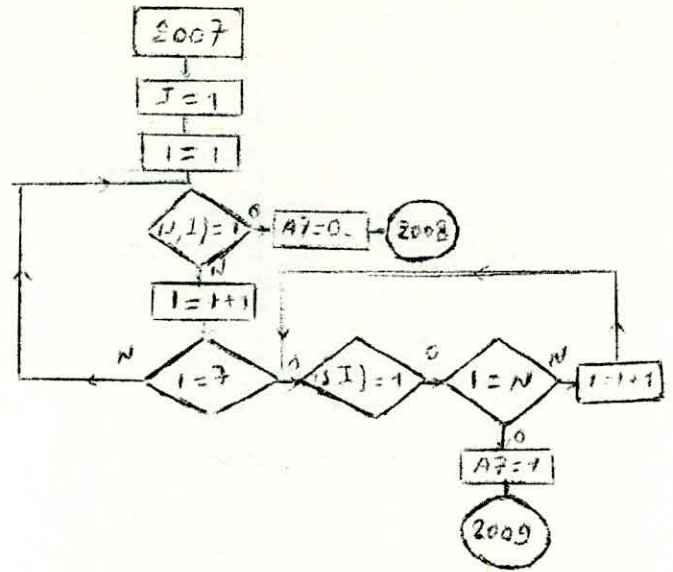 2007
J = 1
I = 1
N, I) = 1
O
A7=0.
2008
N
I = I+1
N
I = 7
O
(J I) = 1
O
I = N
N
I=I+1
O
A7=1
2009